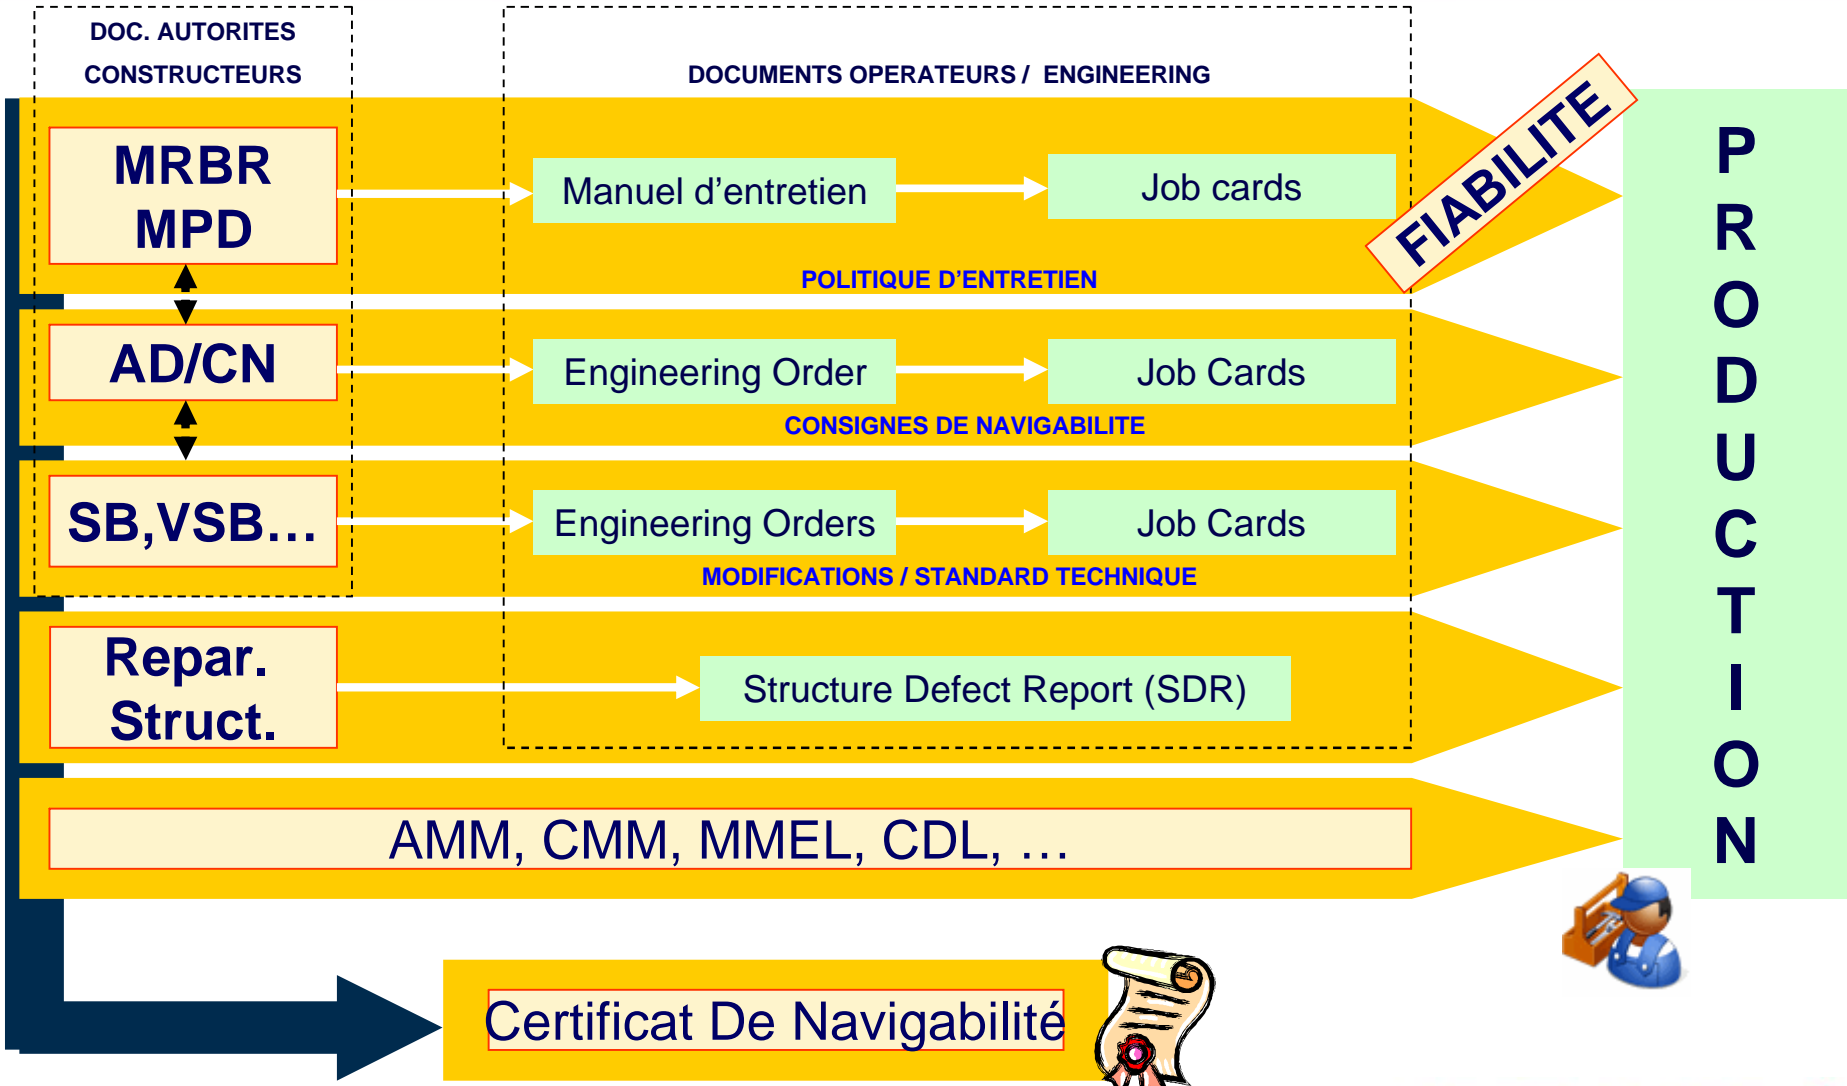 DOC. AUTORITES
CONSTRUCTEURS
DOCUMENTS OPERATEURS / ENGINEERING
MRBR
MPD
Manuel d’entretien
Job cards
FIABILITE
POLITIQUE D’ENTRETIEN
AD/CN
Engineering Order
Job Cards
CONSIGNES DE NAVIGABILITE
SB,VSB…
Engineering Orders
Job Cards
MODIFICATIONS / STANDARD TECHNIQUE
Repar.
Struct.
Structure Defect Report (SDR)
AMM, CMM, MMEL, CDL, …
P
R
O
D
U
C
T
I
O
N
Certificat De Navigabilité